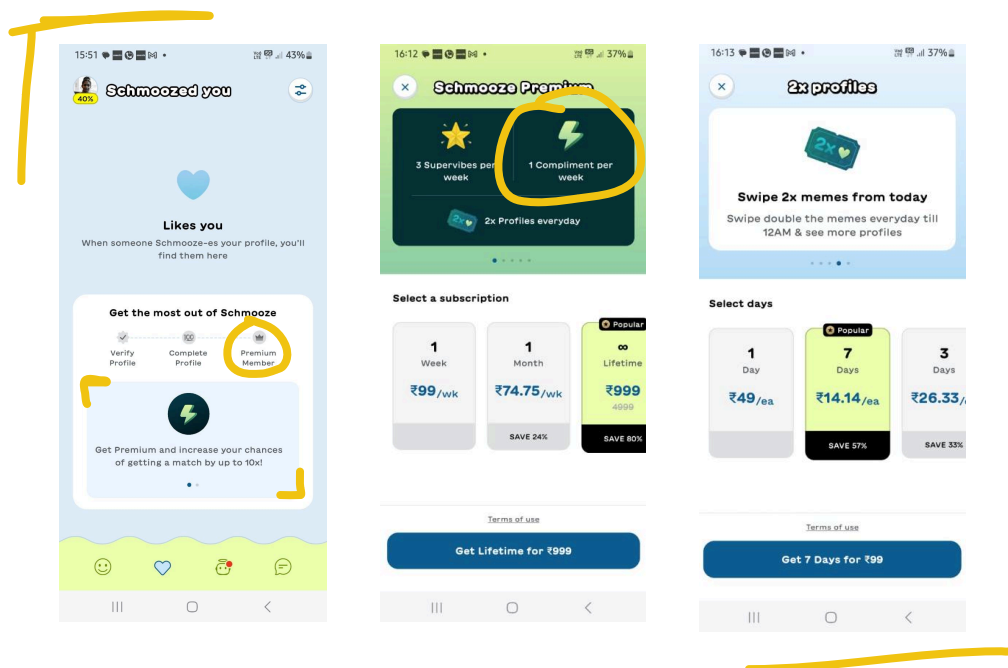 15:51
43%
40%
Schmoozed you
Likes you
When someone Schmooze-es your profile, you'll
find them here
Get the most out of Schmooze
Verify
Profile
Complete
Profile
Premium
Member
Get Premium and increase your chances
of getting a match by up to 10x!
16:12
37%
Schmooze Premium
3 Supervibes per
week
1 Compliment per
week
2x
2x Profiles everyday
Select a subscription
1
Week
₹99/wk
1
Month
₹74.75/wk
SAVE 24%
Popular
∞
Lifetime
₹999
4999
SAVE 80%
Terms of use
Get Lifetime for ₹999
16:13
37%
2x profiles
2x
Swipe 2x memes from today
Swipe double the memes everyday till
12AM & see more profiles
Select days
1
Day
₹49/ea
Popular
7
Days
₹14.14/ea
SAVE 57%
3
Days
₹26.33/
SAVE 33%
Terms of use
Get 7 Days for ₹99